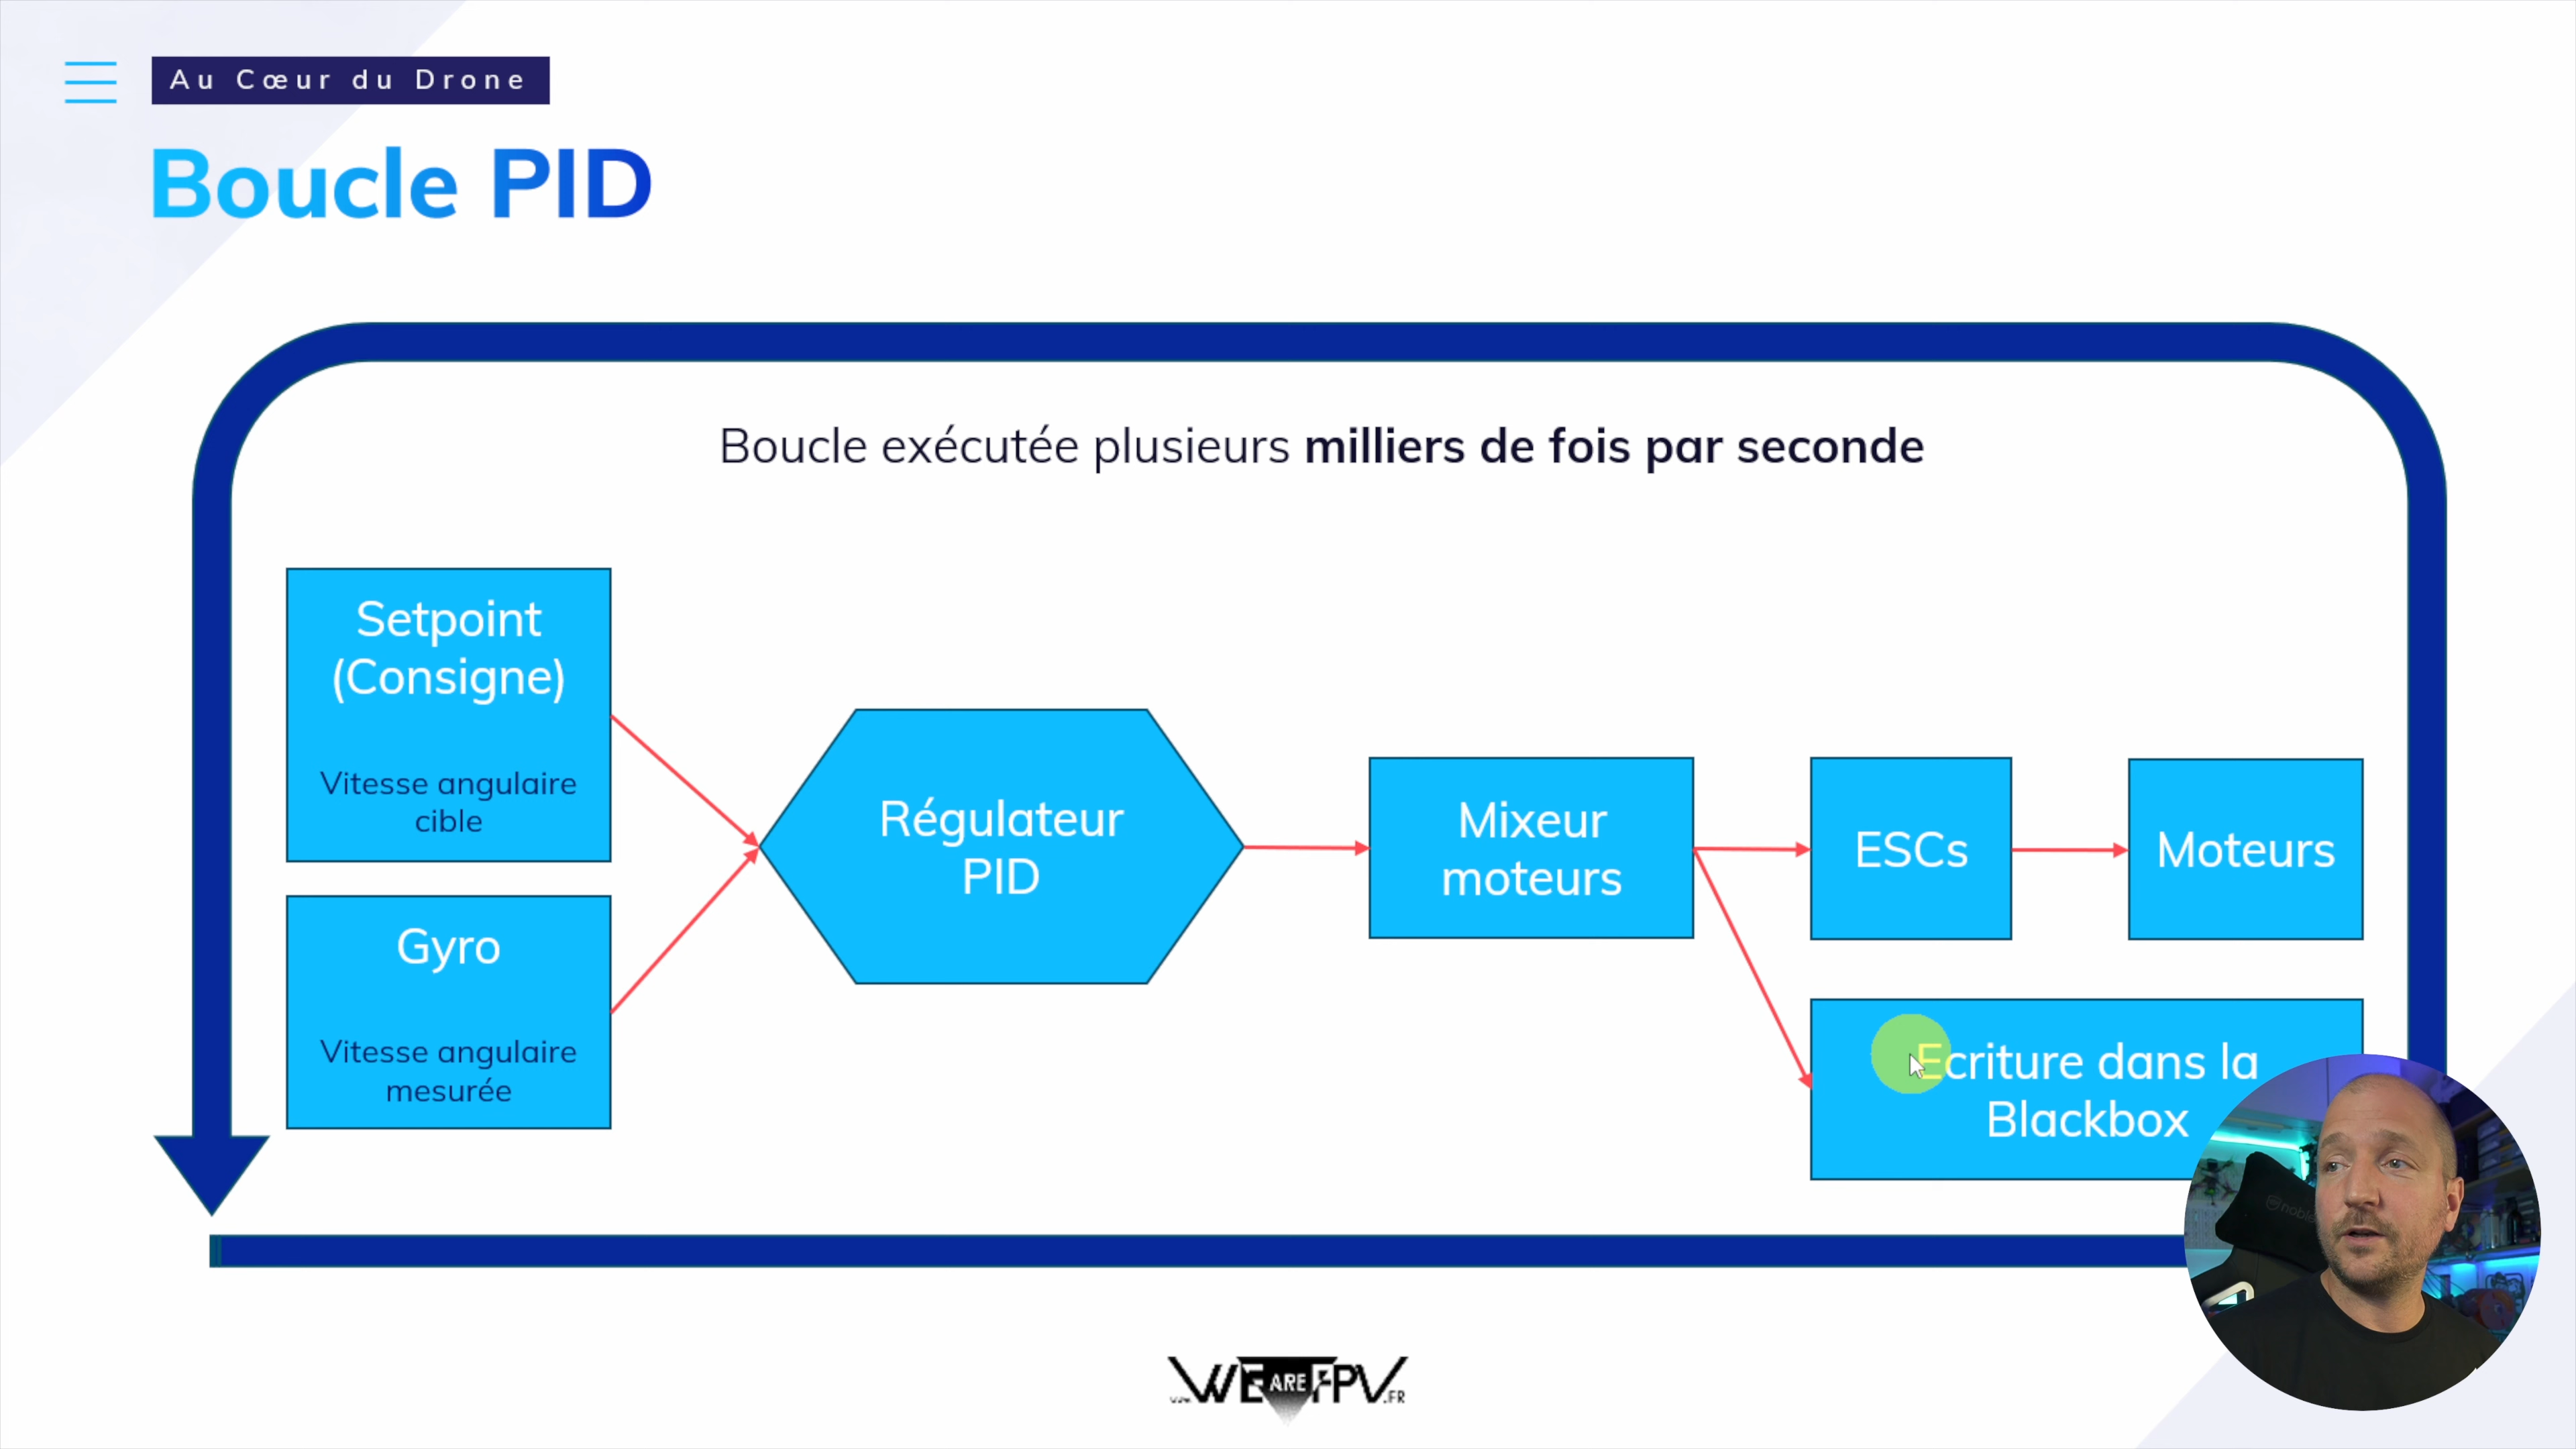 Au Cœur du Drone
Boucle PID
Boucle exécutée plusieurs milliers de fois par seconde
Setpoint
(Consigne)
Vitesse angulaire
cible
Gyro
Vitesse angulaire
mesurée
Régulateur
PID
Mixeur
moteurs
ESCs
Moteurs
Ecriture dans la
Blackbox
WE ARE FPV.FR